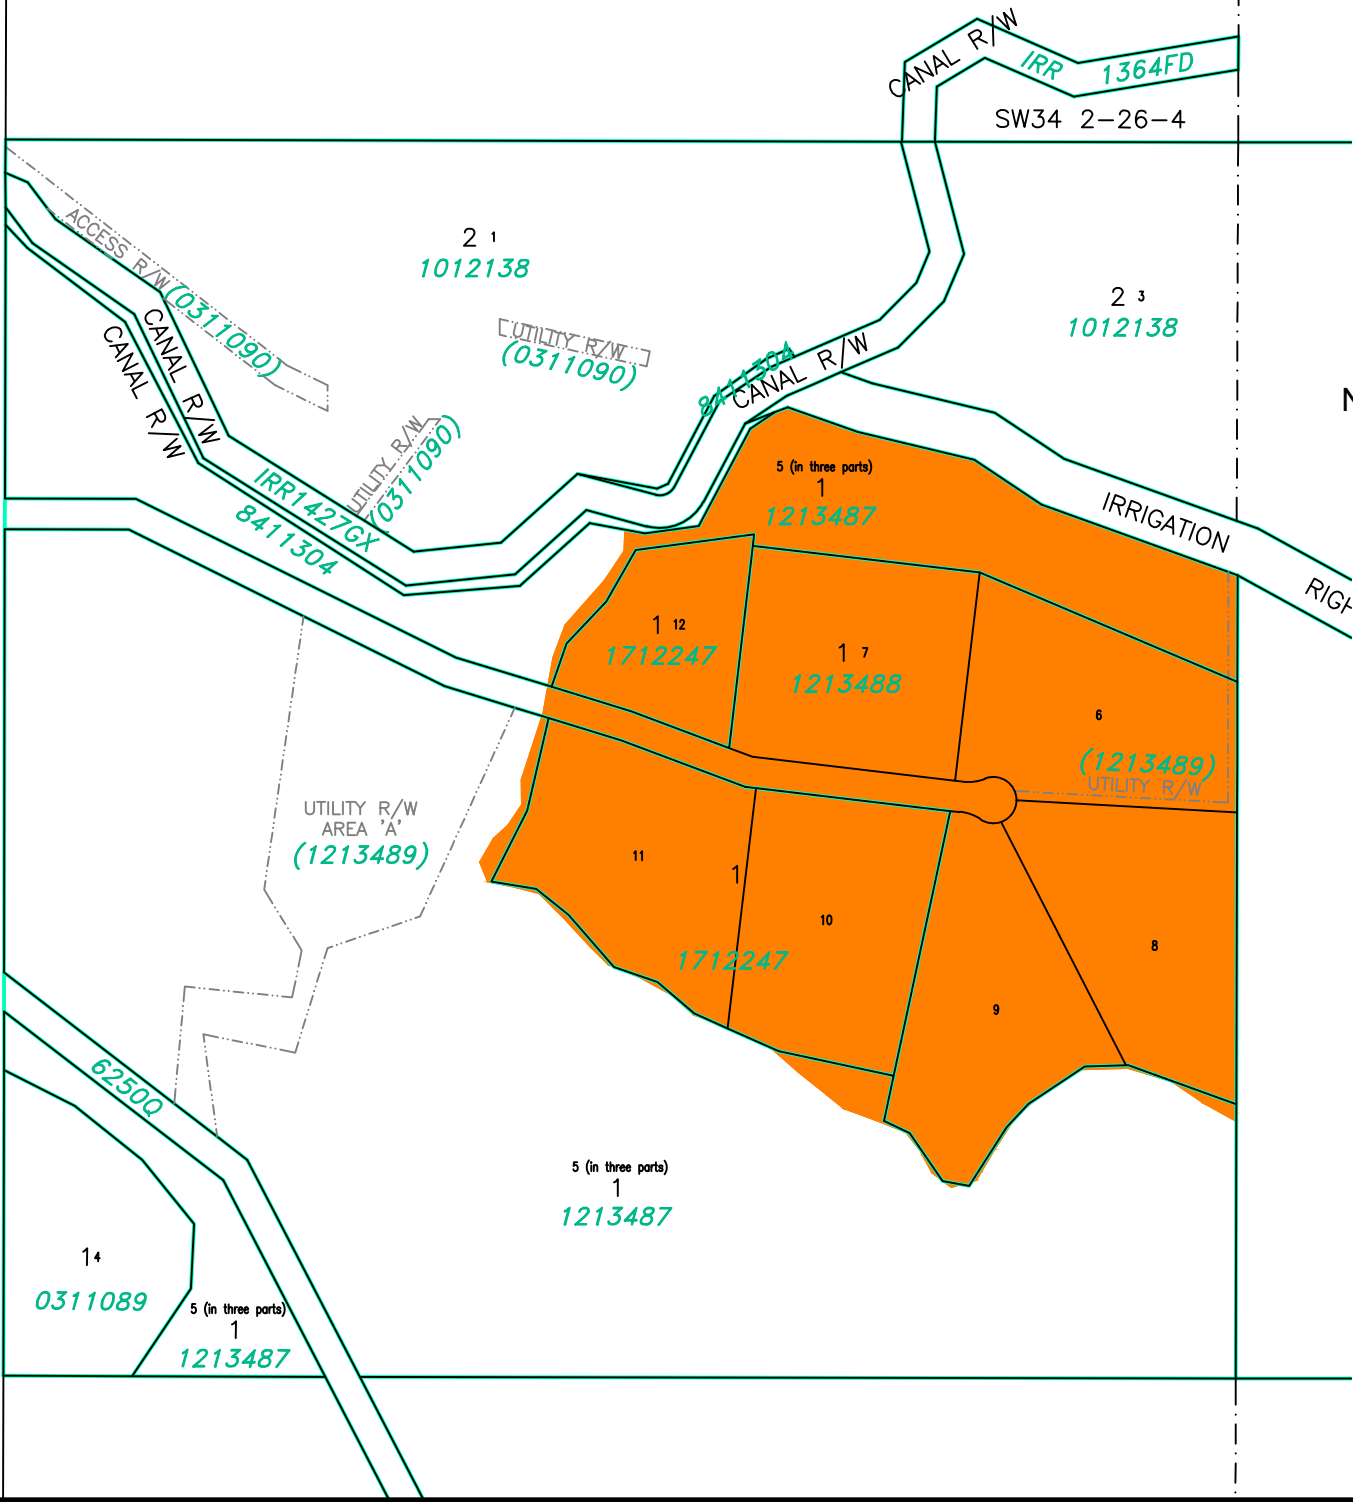 CANAL R/W
IRR 1364FD
SW34 2-26-4
ACCESS R/W
(0311090)
2 1
1012138
2 3
1012138
CANAL R/W
CANAL R/W
UTILITY R/W
(0311090)
8411304
CANAL R/W
N
UTILITY R/W
(0311090)
IRR1427GX
8411304
5 (in three parts)
1
1213487
IRRIGATION
RIGH
1 12
1712247
1 7
1213488
6
(1213489)
UTILITY R/W
UTILITY R/W
AREA 'A'
(1213489)
11
1
10
1712247
8
9
6250Q
5 (in three parts)
1
1213487
1 4
0311089
5 (in three parts)
1
1213487